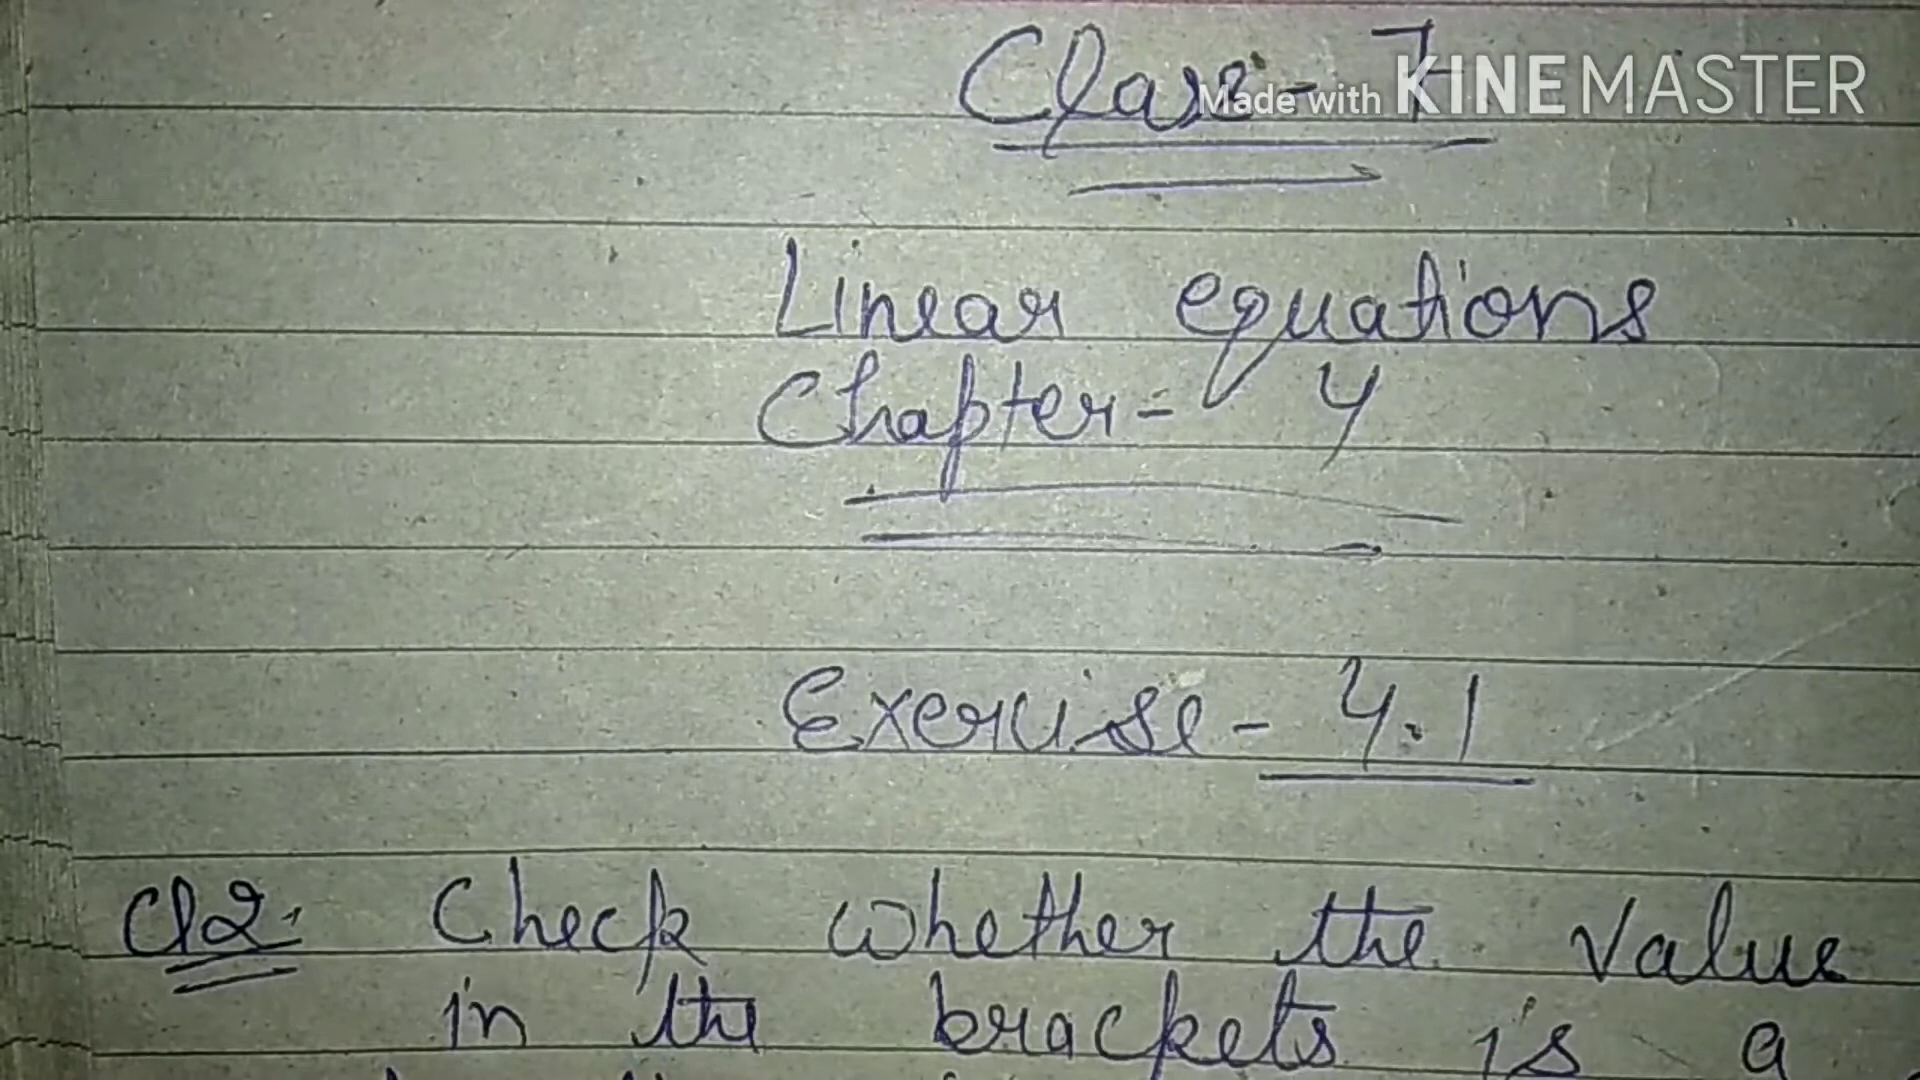 Class - 7
Made with KINEMASTER
Linear equations
Chapter - 4
Exercise - 4.1
Q2. Check whether the value
in the brackets is a